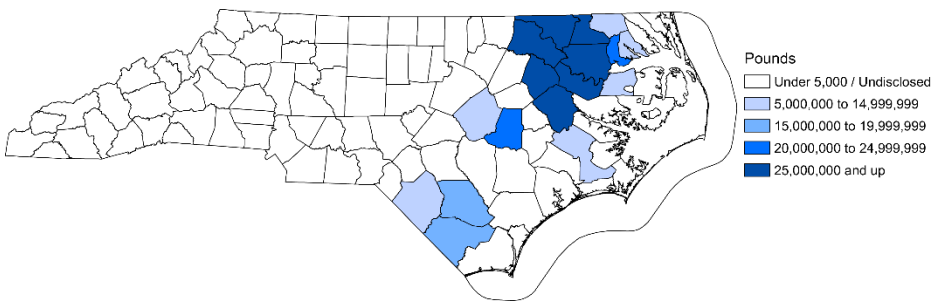 Pounds
Under 5,000 / Undisclosed
5,000,000 to 14,999,999
15,000,000 to 19,999,999
20,000,000 to 24,999,999
25,000,000 and up